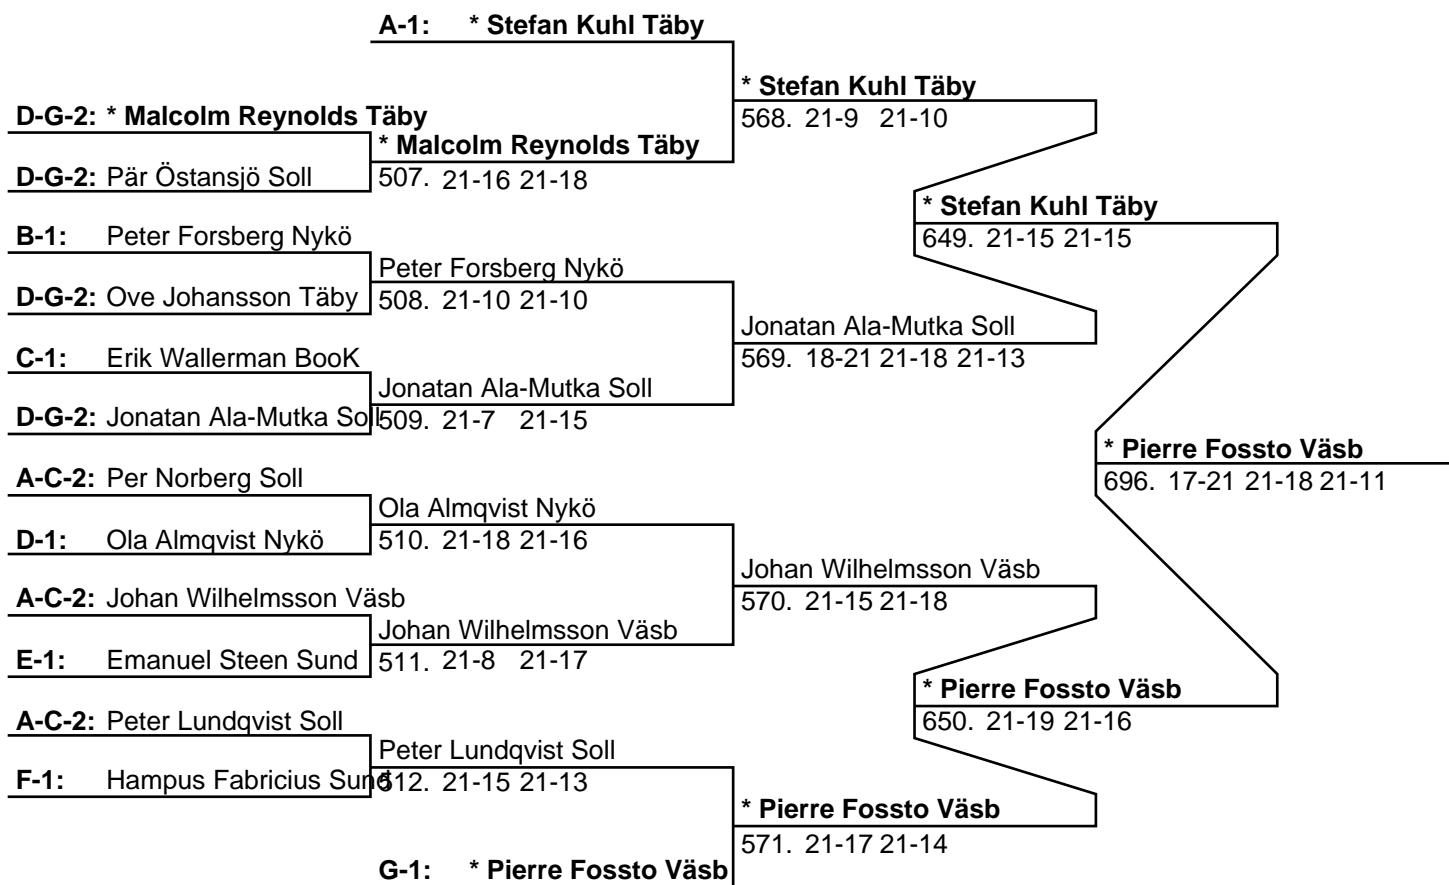 A-1: * Stefan Kuhl Täby
* Stefan Kuhl Täby
568. 21-9 21-10
D-G-2: * Malcolm Reynolds Täby
* Malcolm Reynolds Täby
D-G-2: Pär Östansjö Soll
507. 21-16 21-18
* Stefan Kuhl Täby
649. 21-15 21-15
B-1: Peter Forsberg Nykö
Peter Forsberg Nykö
D-G-2: Ove Johansson Täby
508. 21-10 21-10
Jonatan Ala-Mutka Soll
569. 18-21 21-18 21-13
C-1: Erik Wallerman BooK
Jonatan Ala-Mutka Soll
D-G-2: Jonatan Ala-Mutka Soll
509. 21-7 21-15
* Pierre Fossto Väsb
696. 17-21 21-18 21-11
A-C-2: Per Norberg Soll
Ola Almqvist Nykö
D-1: Ola Almqvist Nykö
510. 21-18 21-16
Johan Wilhelmsson Väsb
570. 21-15 21-18
A-C-2: Johan Wilhelmsson Väsb
Johan Wilhelmsson Väsb
E-1: Emanuel Steen Sund
511. 21-8 21-17
* Pierre Fossto Väsb
650. 21-19 21-16
A-C-2: Peter Lundqvist Soll
Peter Lundqvist Soll
F-1: Hampus Fabricius Sund
512. 21-15 21-13
* Pierre Fossto Väsb
571. 21-17 21-14
G-1: * Pierre Fossto Väsb